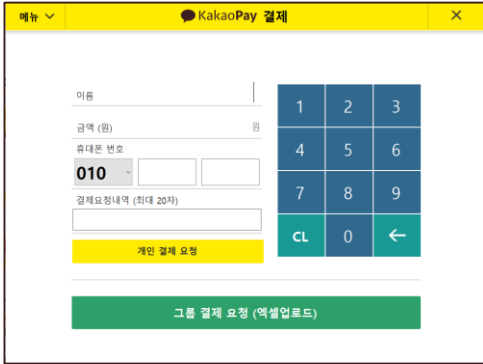 메뉴
KakaoPay 결제
이름
금액 (원) 원
휴대폰 번호
010
결제요청내역 (최대 20자)
개인 결제 요청
1 2 3
4 5 6
7 8 9
CL 0
그룹 결제 요청 (엑셀업로드)